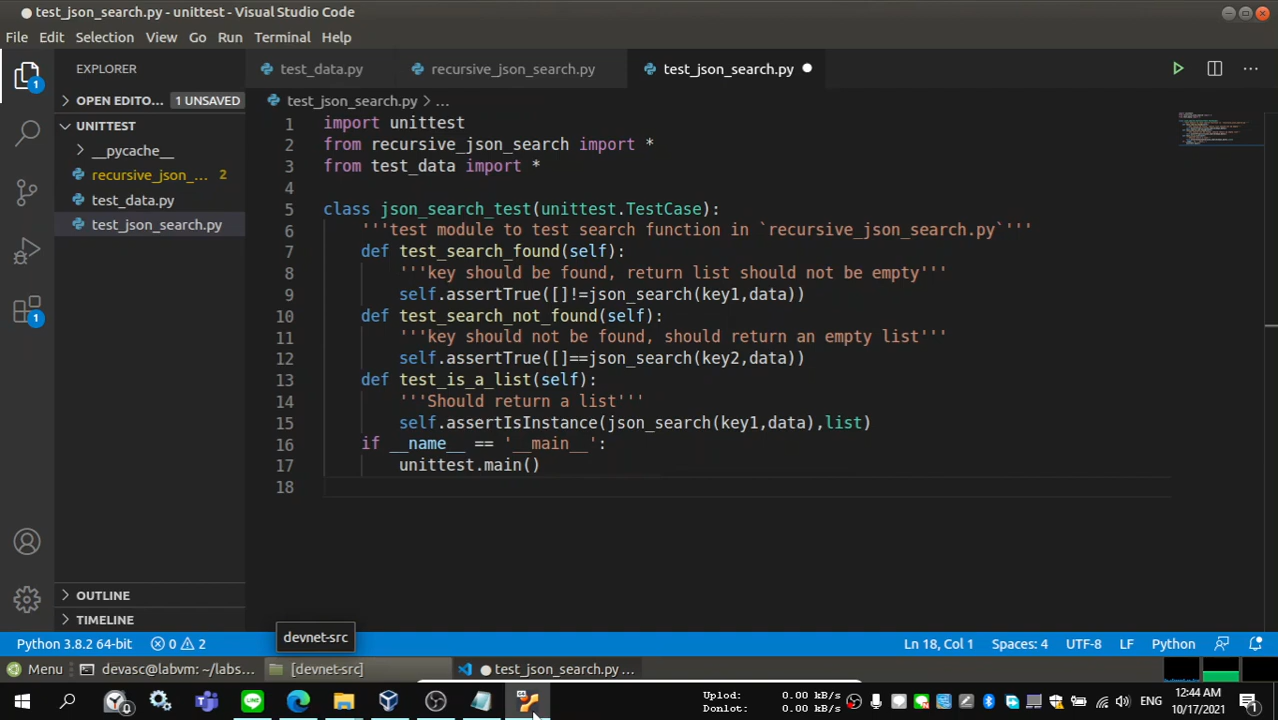 test_json_search.py - unittest - Visual Studio Code
File Edit Selection View Go Run Terminal Help
EXPLORER
test_data.py recursive_json_search.py test_json_search.py
OPEN EDITO... 1 UNSAVED
test_json_search.py > ...
UNITTEST
__pycache__
recursive_json_... 2
test_data.py
test_json_search.py
1 import unittest
2 from recursive_json_search import *
3 from test_data import *
4
5 class json_search_test(unittest.TestCase):
6 '''test module to test search function in `recursive_json_search.py`'''
7 def test_search_found(self):
8 '''key should be found, return list should not be empty'''
9 self.assertTrue([]!=json_search(key1,data))
10 def test_search_not_found(self):
11 '''key should not be found, should return an empty list'''
12 self.assertTrue([]==json_search(key2,data))
13 def test_is_a_list(self):
14 '''Should return a list'''
15 self.assertIsInstance(json_search(key1,data),list)
16 if __name__ == '__main__':
17 unittest.main()
18
1
1
OUTLINE
TIMELINE
devnet-src
Python 3.8.2 64-bit 0 2 Ln 18, Col 1 Spaces: 4 UTF-8 LF Python
Menu devasc@labvm: ~/labs... [devnet-src] test_json_search.py ...
Uplod: 0.00 kB/s
Donlot: 0.00 kB/s
ENG
12:44 AM
10/17/2021
1